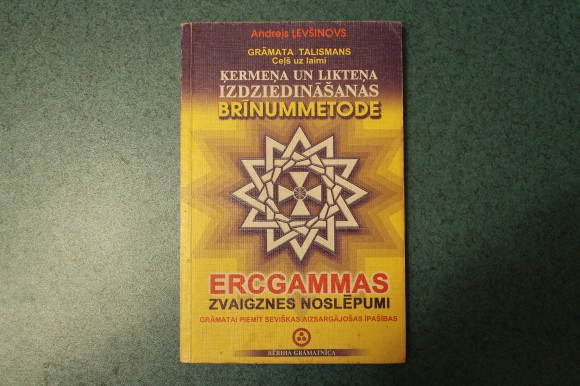 Andrejs ĻEVŠINOVS
GRĀMATA TALISMANS
Ceļš uz laimi
ĶERMEŅA UN LIKTEŅA
IZDZIEDINĀŠANAS
BRĪNUMMETODE
ERCGAMMAS
ZVAIGZNES NOSLĒPUMI
GRĀMATAI PIEMĪT SEVIŠĶAS AIZSARGĀJOŠAS ĪPAŠĪBAS
RĒRIHA GRĀMATNĪCA